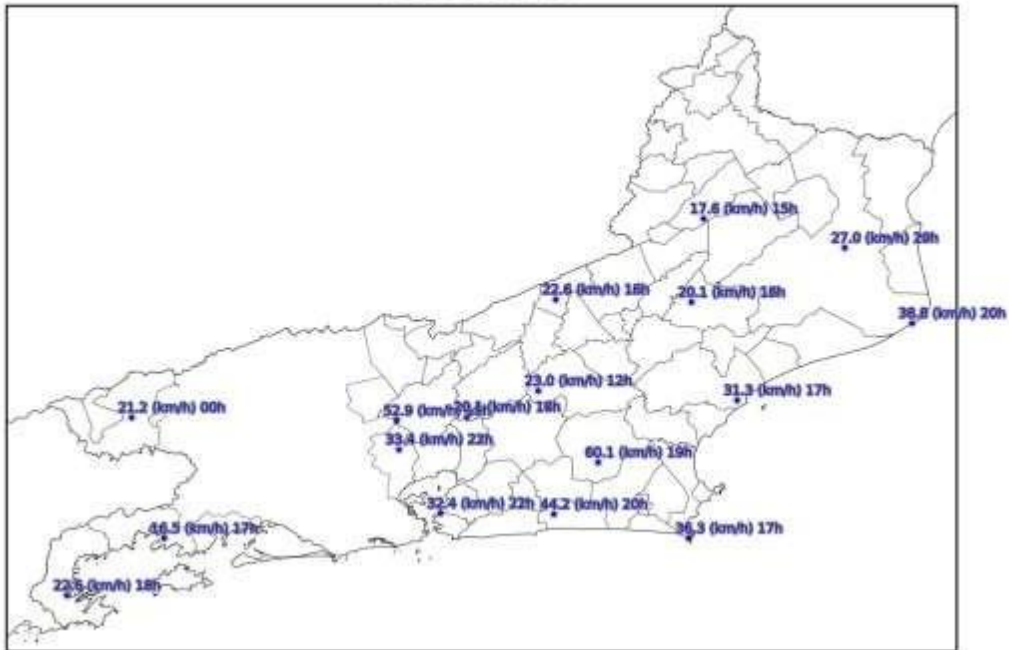 17.6 (km/h) 15h
27.0 (km/h) 20h
22.6 (km/h) 16h
20.1 (km/h) 16h
38.8 (km/h) 20h
23.0 (km/h) 12h
31.3 (km/h) 17h
21.2 (km/h) 00h
52.9 (km/h)
(km/h) 18h
33.4 (km/h) 22h
60.1 (km/h) 19h
32.4 (km/h) 22h
44.2 (km/h) 20h
36.3 (km/h) 17h
16.5 (km/h) 17h
22.6 (km/h) 18h